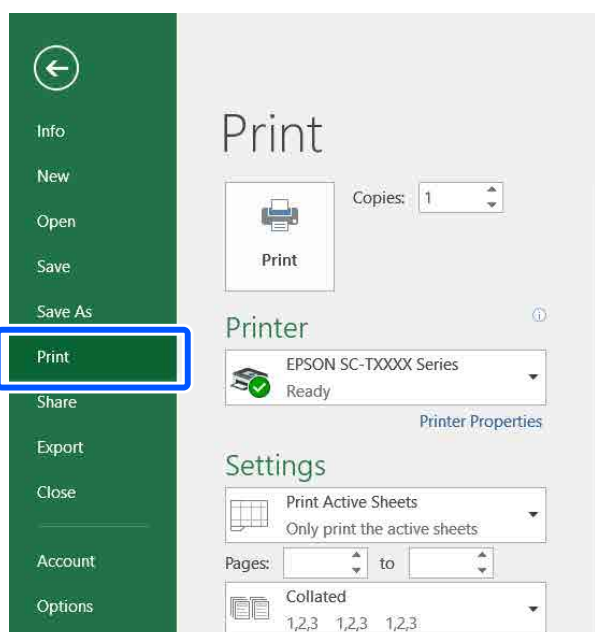 Info
New
Open
Save
Save As
Print
Share
Export
Close
Account
Options
Print
Copies: 1
Print
Printer
EPSON SC-TXXXX Series
Ready
Printer Properties
Settings
Print Active Sheets
Only print the active sheets
Pages: to
Collated
1,2,3 1,2,3 1,2,3